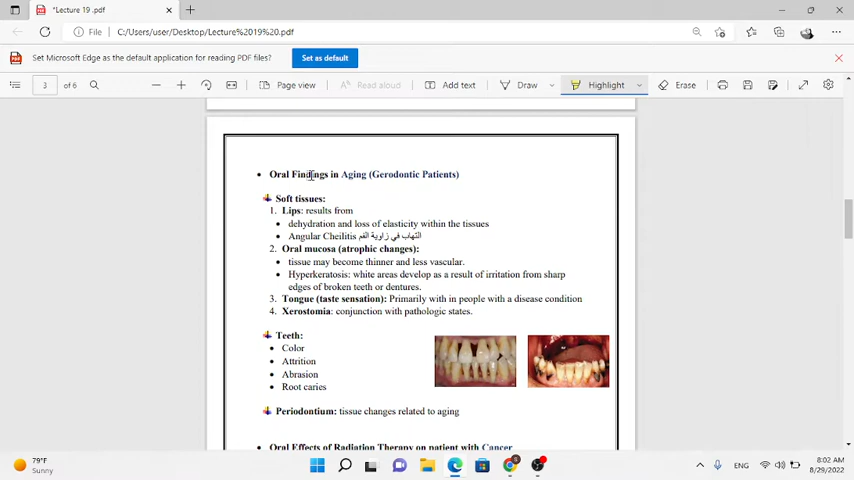 *Lecture 19 .pdf
File
C:/Users/user/Desktop/Lecture%2019%20.pdf
Set Microsoft Edge as the default application for reading PDF files?
Set as default
3
of 6
Page view
Read aloud
Add text
Draw
Highlight
Erase
• Oral Findings in Aging (Gerodontic Patients)
Soft tissues:
1. Lips: results from
• dehydration and loss of elasticity within the tissues
• Angular Cheilitis التهاب في زاوية الفم
2. Oral mucosa (atrophic changes):
• tissue may become thinner and less vascular.
• Hyperkeratosis: white areas develop as a result of irritation from sharp
edges of broken teeth or dentures.
3. Tongue (taste sensation): Primarily with in people with a disease condition
4. Xerostomia: conjunction with pathologic states.
Teeth:
• Color
• Attrition
• Abrasion
• Root caries
Periodontium: tissue changes related to aging
• Oral Effects of Radiation Therapy on patient with Cancer
79°F
Sunny
ENG
8:02 AM
8/29/2022